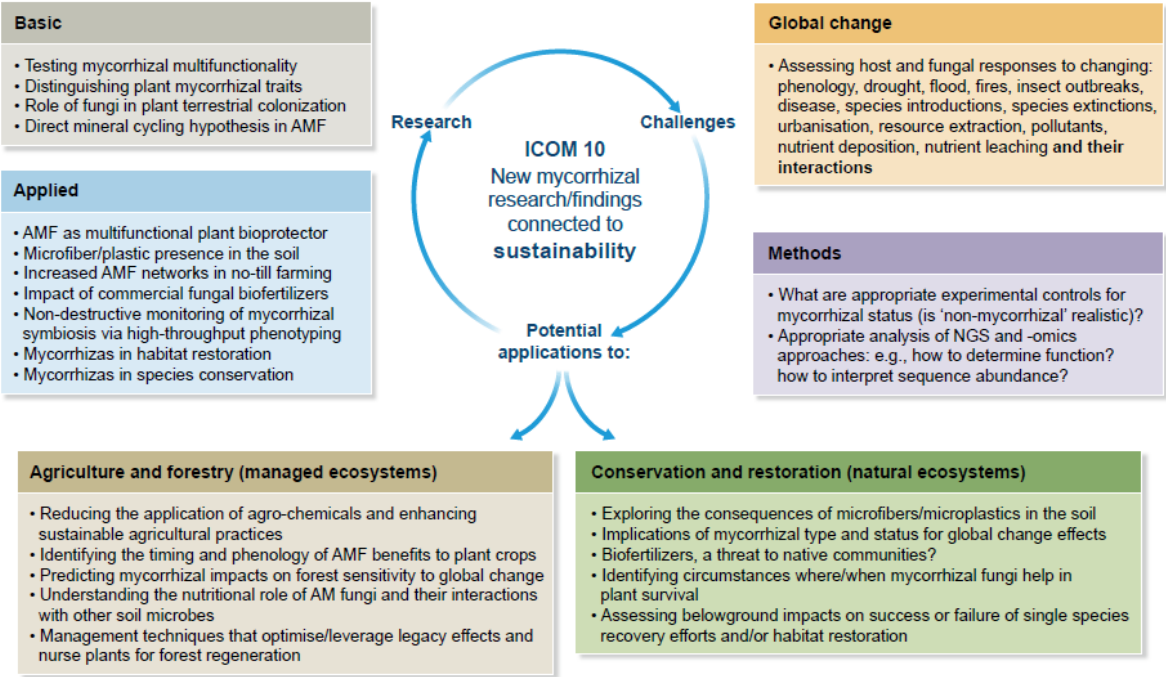 Basic
• Testing mycorrhizal multifunctionality
• Distinguishing plant mycorrhizal traits
• Role of fungi in plant terrestrial colonization
• Direct mineral cycling hypothesis in AMF
Applied
• AMF as multifunctional plant bioprotector
• Microfiber/plastic presence in the soil
• Increased AMF networks in no-till farming
• Impact of commercial fungal biofertilizers
• Non-destructive monitoring of mycorrhizal
symbiosis via high-throughput phenotyping
• Mycorrhizas in habitat restoration
• Mycorrhizas in species conservation
Research
Challenges
ICOM 10
New mycorrhizal
research/findings
connected to
sustainability
Potential
applications to:
Global change
• Assessing host and fungal responses to changing:
phenology, drought, flood, fires, insect outbreaks,
disease, species introductions, species extinctions,
urbanisation, resource extraction, pollutants,
nutrient deposition, nutrient leaching and their
interactions
Methods
• What are appropriate experimental controls for
mycorrhizal status (is ‘non-mycorrhizal’ realistic)?
• Appropriate analysis of NGS and -omics
approaches: e.g., how to determine function?
how to interpret sequence abundance?
Agriculture and forestry (managed ecosystems)
• Reducing the application of agro-chemicals and enhancing
sustainable agricultural practices
• Identifying the timing and phenology of AMF benefits to plant crops
• Predicting mycorrhizal impacts on forest sensitivity to global change
• Understanding the nutritional role of AM fungi and their interactions
with other soil microbes
• Management techniques that optimise/leverage legacy effects and
nurse plants for forest regeneration
Conservation and restoration (natural ecosystems)
• Exploring the consequences of microfibers/microplastics in the soil
• Implications of mycorrhizal type and status for global change effects
• Biofertilizers, a threat to native communities?
• Identifying circumstances where/when mycorrhizal fungi help in
plant survival
• Assessing belowground impacts on success or failure of single species
recovery efforts and/or habitat restoration